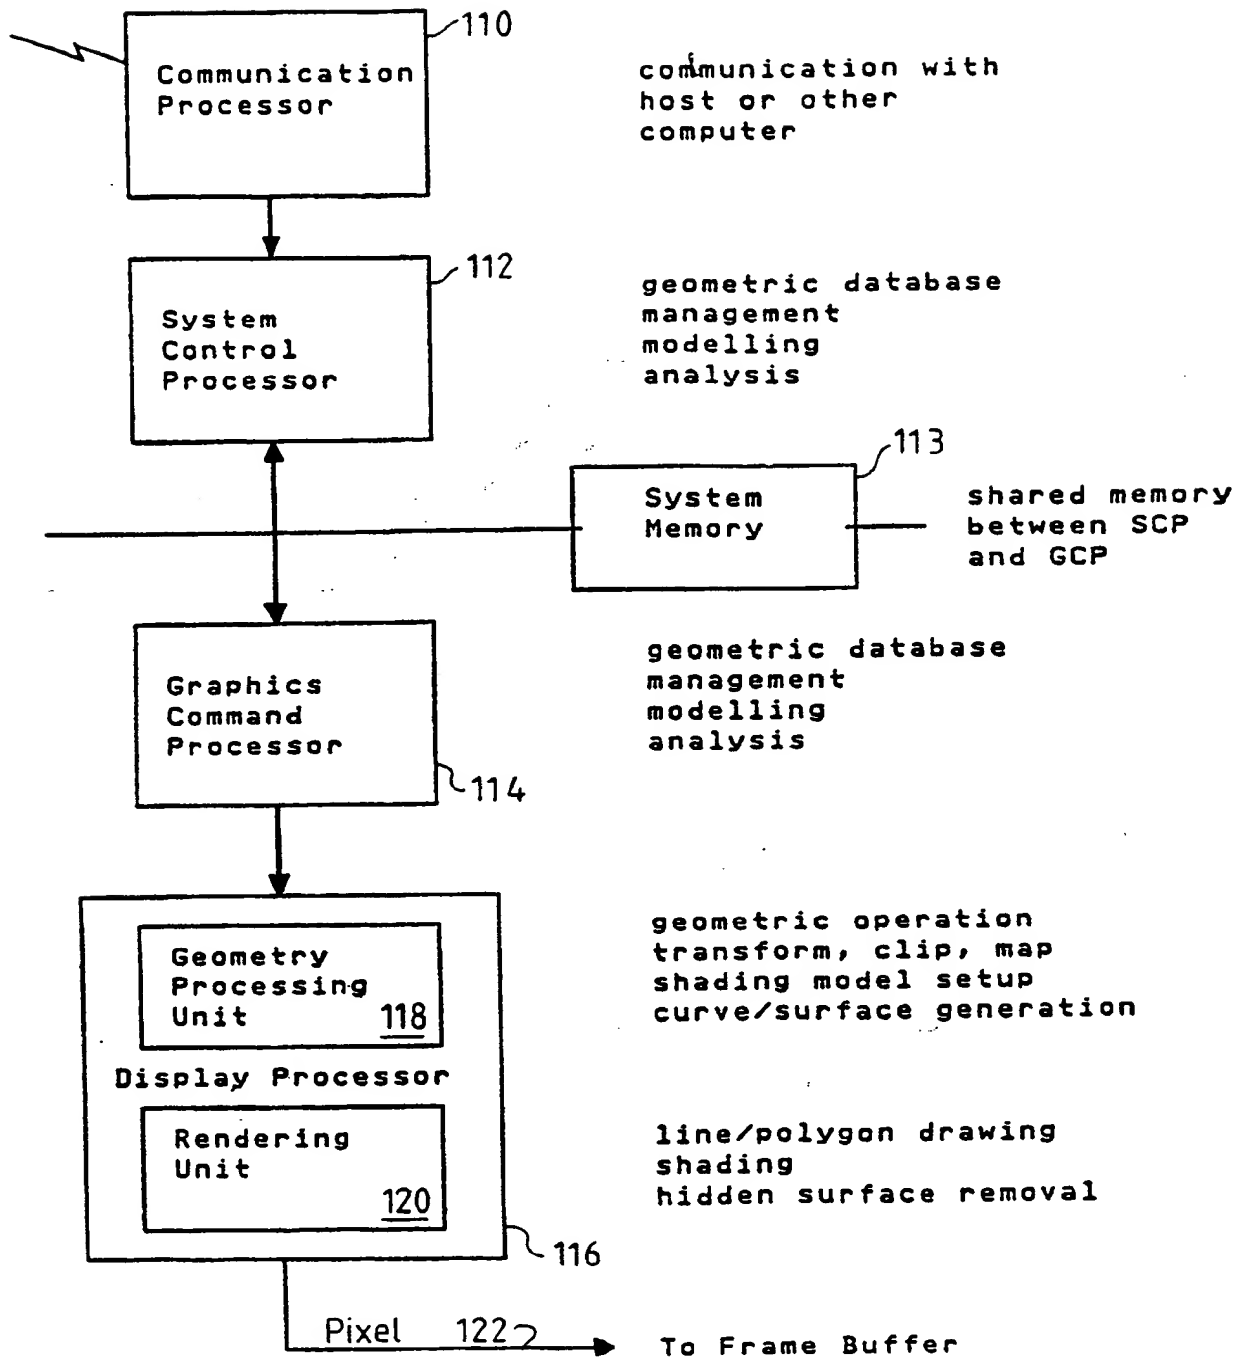 110
Communication
Processor
communication with
host or other
computer
112
System
Control
Processor
geometric database
management
modelling
analysis
113
System
Memory
shared memory
between SCP
and GCP
Graphics
Command
Processor
114
geometric database
management
modelling
analysis
Geometry
Processing
Unit 118
geometric operation
transform, clip, map
shading model setup
curve/surface generation
Display Processor
Rendering
Unit
120
line/polygon drawing
shading
hidden surface removal
116
Pixel 122
To Frame Buffer